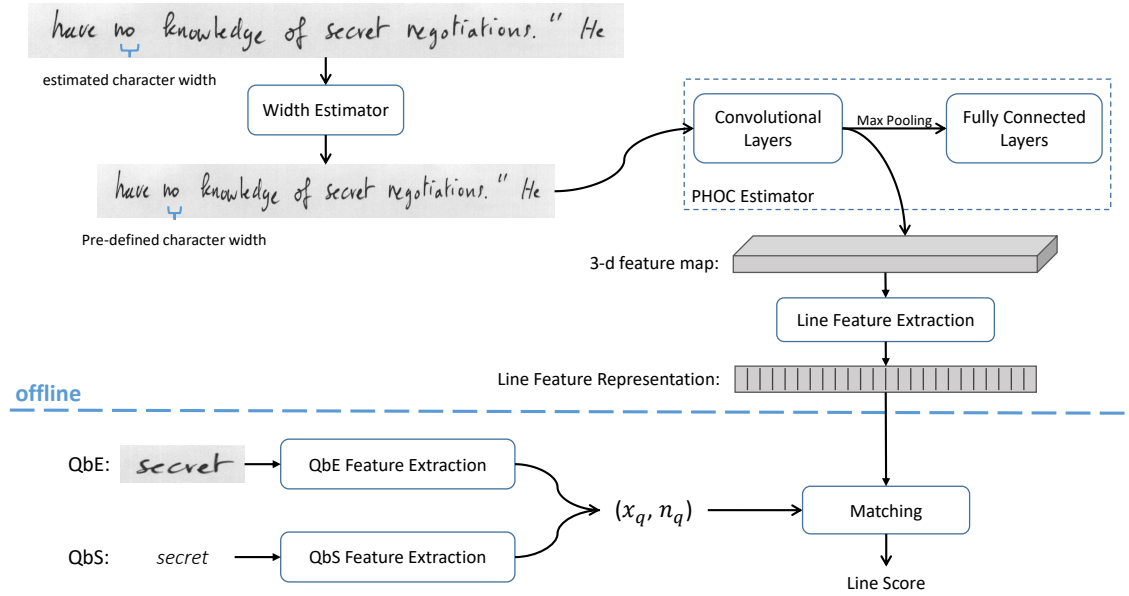 have no knowledge of secret negotiations." He
estimated character width
Width Estimator
have no knowledge of secret negotiations." He
Pre-defined character width
Convolutional
Layers
Max Pooling
Fully Connected
Layers
PHOC Estimator
3-d feature map:
Line Feature Extraction
Line Feature Representation:
offline
QbE:
secret
QbE Feature Extraction
(x_q, n_q)
Matching
QbS:
secret
QbS Feature Extraction
Line Score